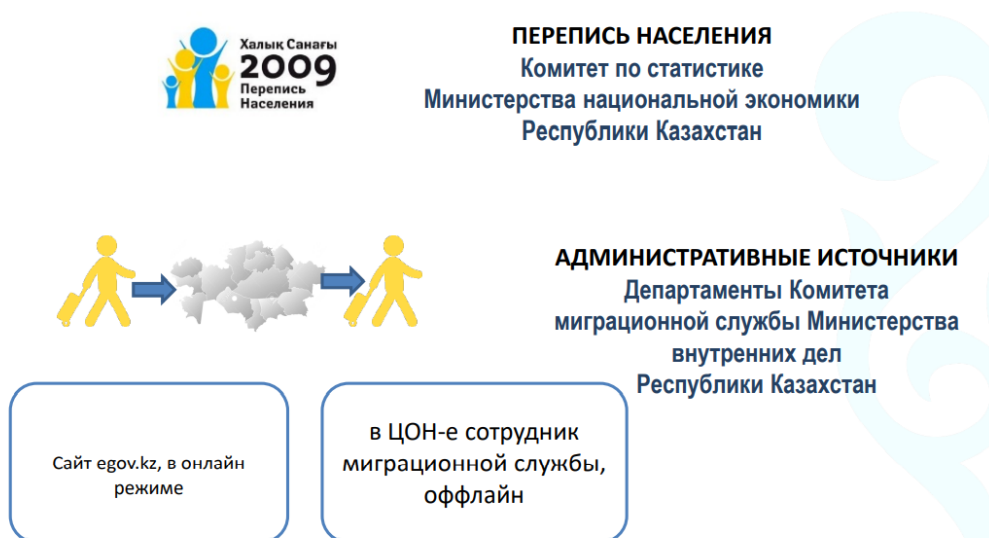 Халық Санағы
2009
Перепись
Населения
ПЕРЕПИСЬ НАСЕЛЕНИЯ
Комитет по статистике
Министерства национальной экономики
Республики Казахстан
АДМИНИСТРАТИВНЫЕ ИСТОЧНИКИ
Департаменты Комитета
миграционной службы Министерства
внутренних дел
Республики Казахстан
Сайт egov.kz, в онлайн
режиме
в ЦОН-е сотрудник
миграционной службы,
оффлайн